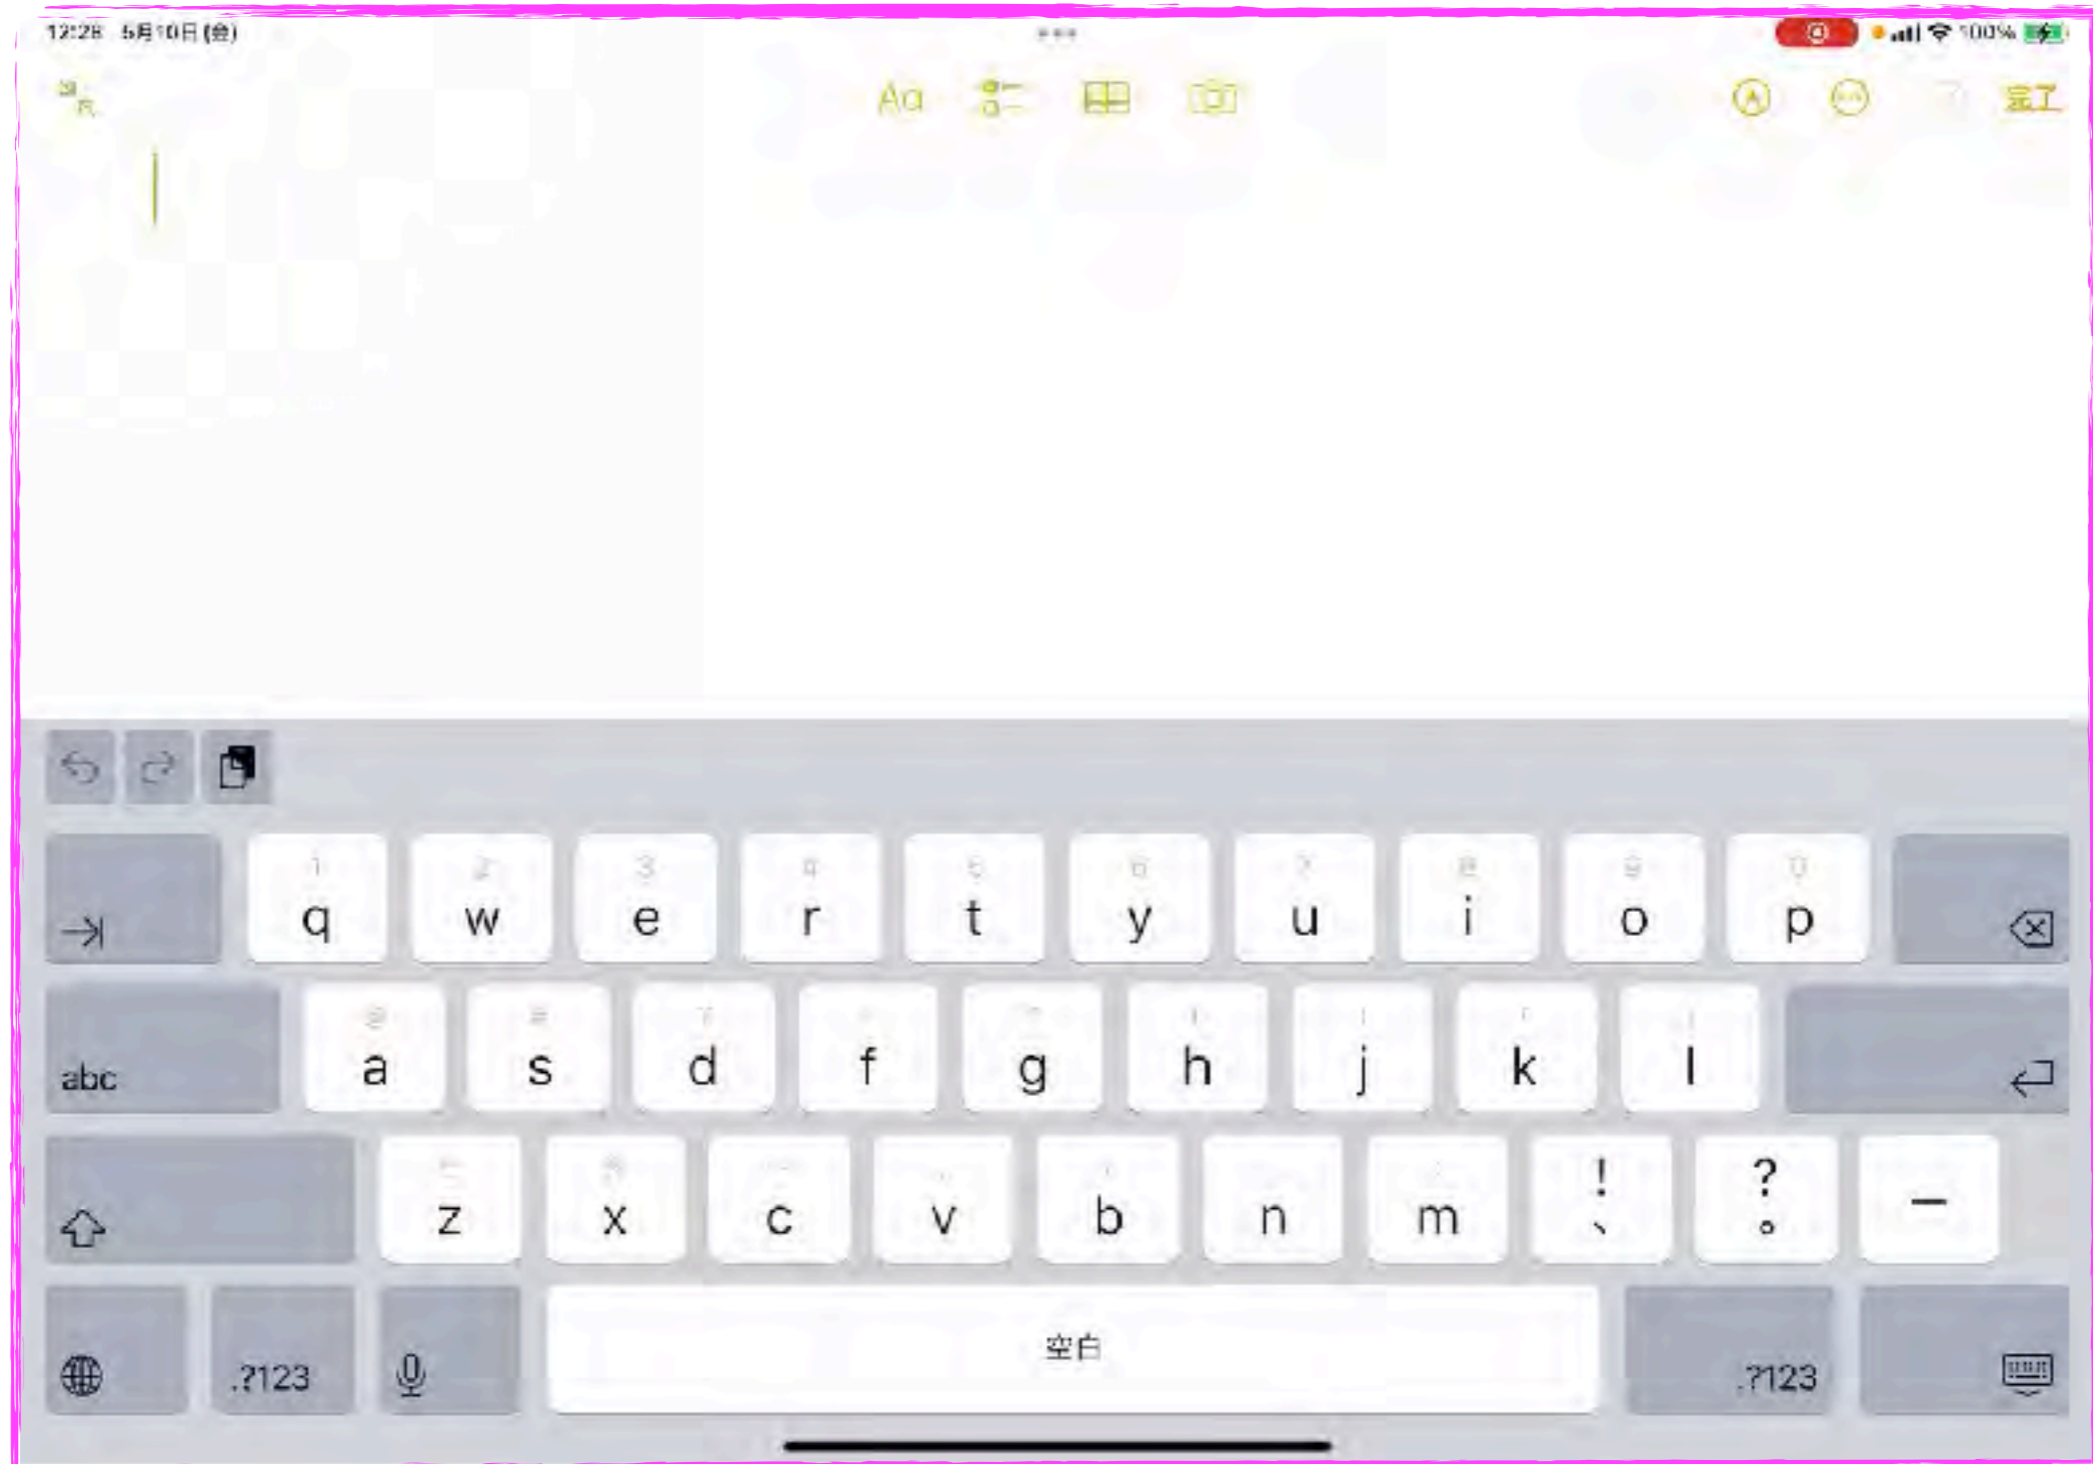 12:28 5月10日(金) 100%
Aa 完了
1 2 3 4 5 6 7 8 9 0
q w e r t y u i o p
abc a s d f g h j k l
! ?
z x c v b n m 、 。 ー
.?123 空白 .?123